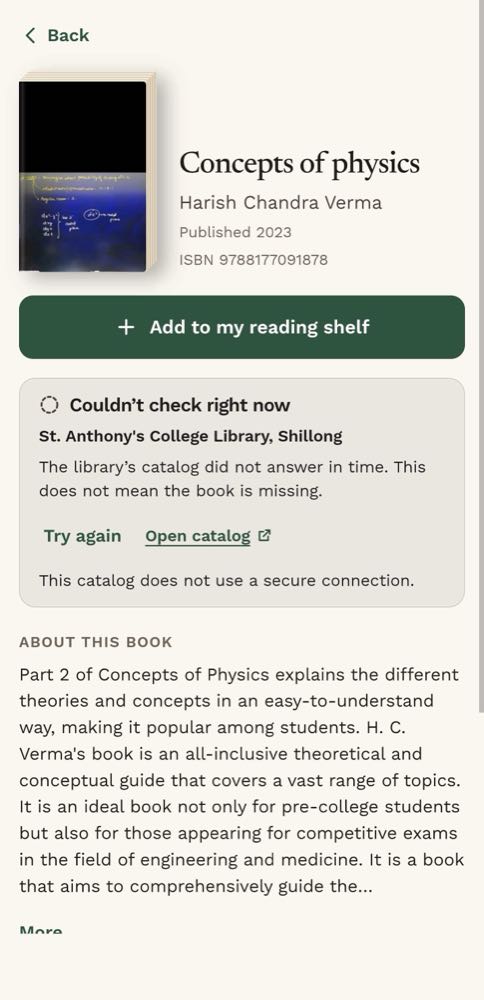 Back
Concepts of physics
Harish Chandra Verma
Published 2023
ISBN 9788177091878
Add to my reading shelf
Couldn’t check right now
St. Anthony's College Library, Shillong
The library’s catalog did not answer in time. This
does not mean the book is missing.
Try again Open catalog
This catalog does not use a secure connection.
ABOUT THIS BOOK
Part 2 of Concepts of Physics explains the different
theories and concepts in an easy-to-understand
way, making it popular among students. H. C.
Verma's book is an all-inclusive theoretical and
conceptual guide that covers a vast range of topics.
It is an ideal book not only for pre-college students
but also for those appearing for competitive exams
in the field of engineering and medicine. It is a book
that aims to comprehensively guide the...
More